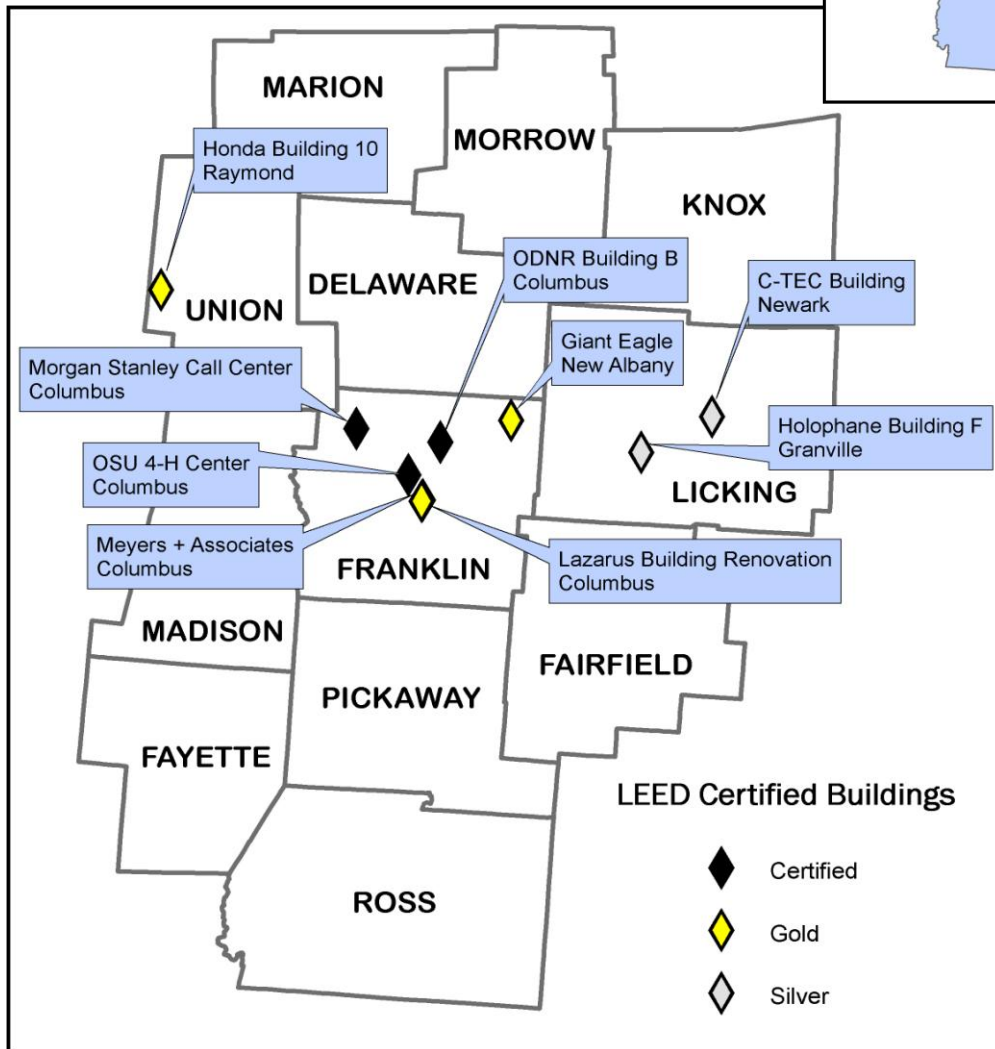 MARION
MORROW
Honda Building 10
Raymond
KNOX
ODNR Building B
Columbus
C-TEC Building
Newark
DELAWARE
UNION
Giant Eagle
New Albany
Morgan Stanley Call Center
Columbus
Holophane Building F
Granville
OSU 4-H Center
Columbus
LICKING
Meyers + Associates
Columbus
FRANKLIN
Lazarus Building Renovation
Columbus
MADISON
FAIRFIELD
PICKAWAY
FAYETTE
LEED Certified Buildings
Certified
ROSS
Gold
Silver